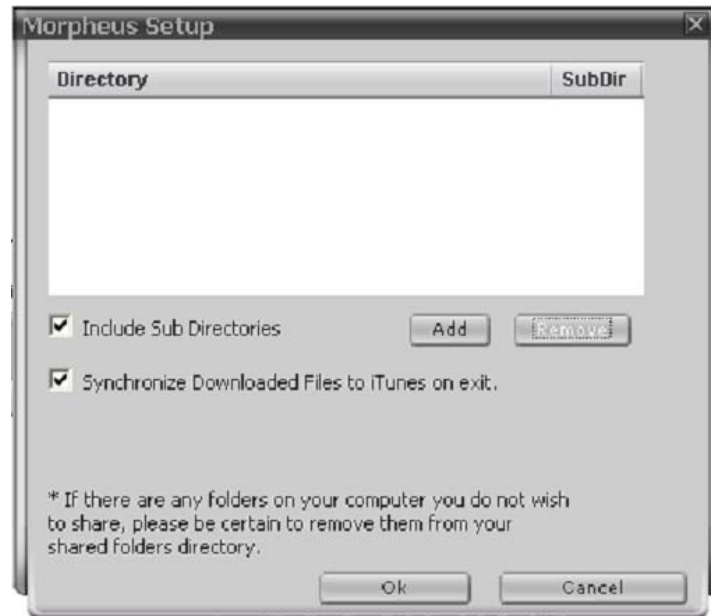 Morpheus Setup
Directory SubDir
Include Sub Directories Add Remove
Synchronize Downloaded Files to iTunes on exit.
* If there are any folders on your computer you do not wish
to share, please be certain to remove them from your
shared folders directory.
Ok Cancel